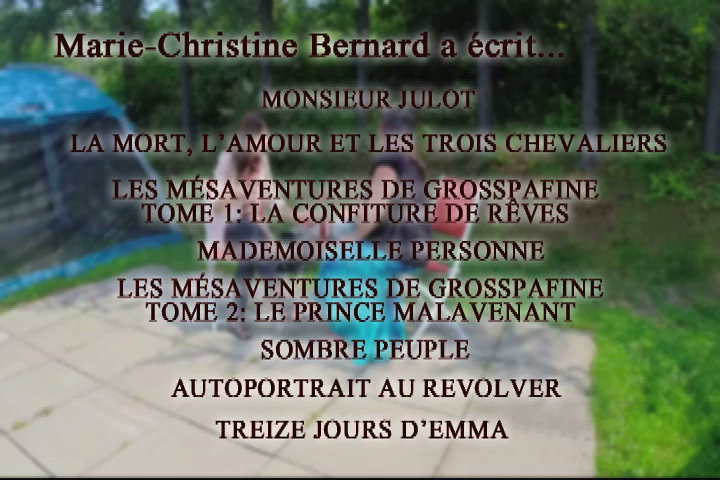 Marie-Christine Bernard a écrit...
MONSIEUR JULOT
LA MORT, L'AMOUR ET LES TROIS CHEVALIERS
LES MÉSAVENTURES DE GROSSPAFINE
TOME 1: LA CONFITURE DE RÊVES
MADEMOISELLE PERSONNE
LES MÉSAVENTURES DE GROSSPAFINE
TOME 2: LE PRINCE MALAVENANT
SOMBRE PEUPLE
AUTOPORTRAIT AU REVOLVER
TREIZE JOURS D'EMMA